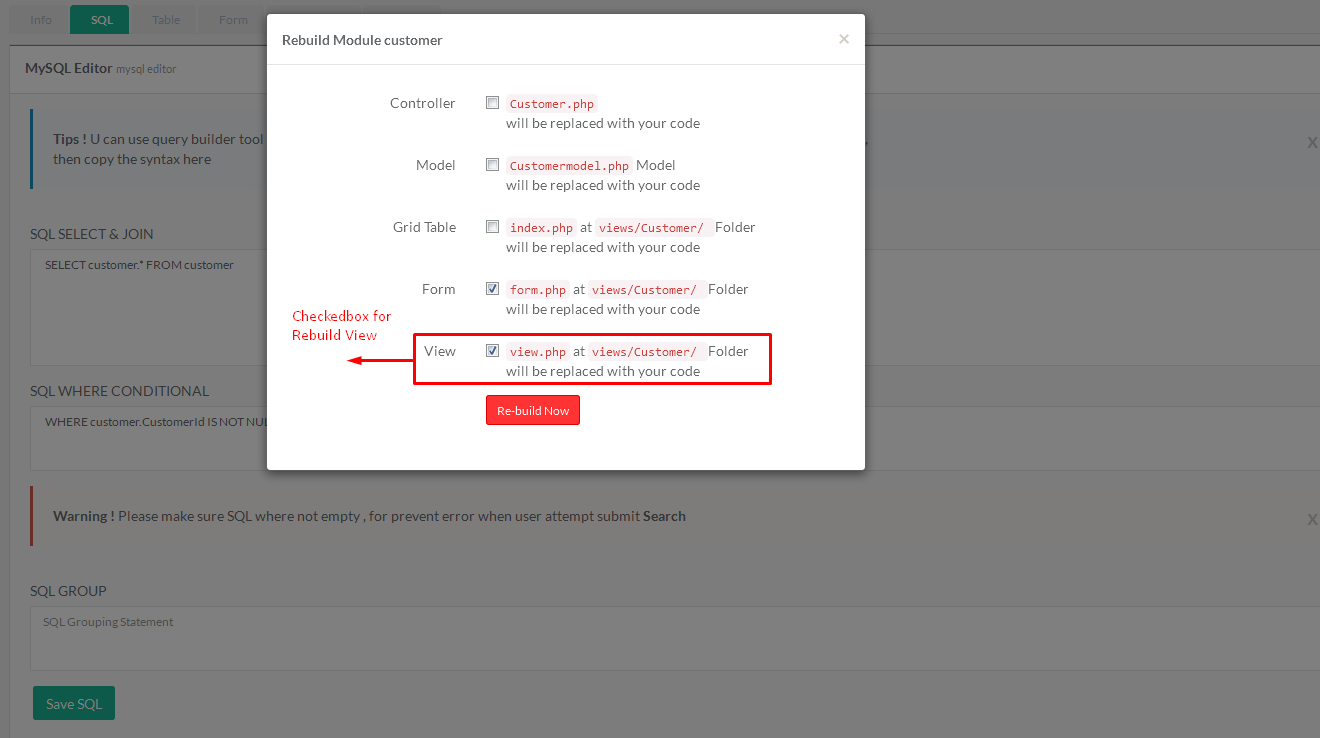 Info SQL Table Form
Rebuild Module customer ×
MySQL Editor mysql editor
Tips ! U can use query builder tool
then copy the syntax here
x
Controller Customer.php
will be replaced with your code
Model Customermodel.php Model
will be replaced with your code
Grid Table index.php at views/Customer/ Folder
will be replaced with your code
Form form.php at views/Customer/ Folder
will be replaced with your code
Checkedbox for
Rebuild View
View view.php at views/Customer/ Folder
will be replaced with your code
Re-build Now
SQL SELECT & JOIN
SELECT customer.* FROM customer
SQL WHERE CONDITIONAL
WHERE customer.CustomerId IS NOT NUL
Warning ! Please make sure SQL where not empty , for prevent error when user attempt submit Search
x
SQL GROUP
SQL Grouping Statement
Save SQL